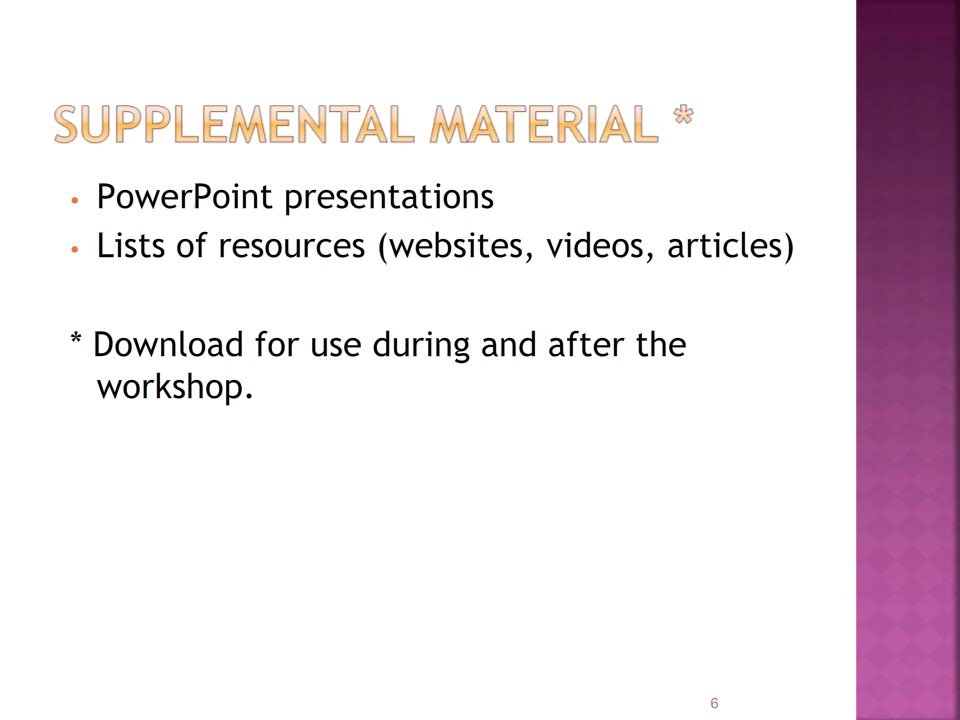 SUPPLEMENTAL MATERIAL *
• PowerPoint presentations
• Lists of resources (websites, videos, articles)
* Download for use during and after the
workshop.
6